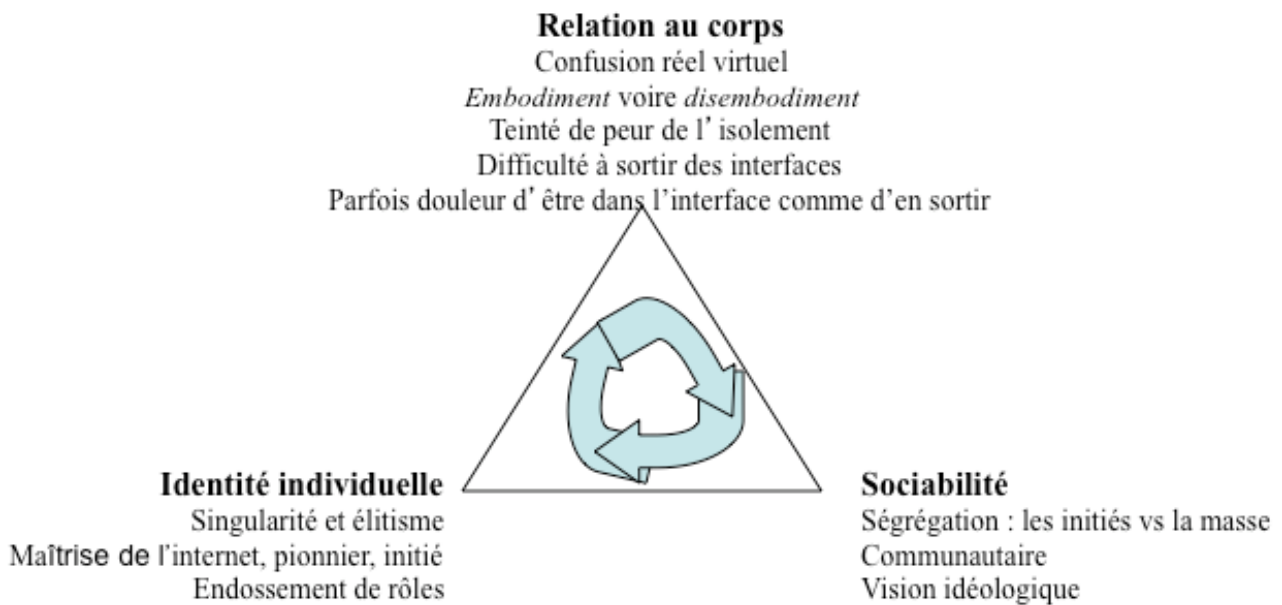 Relation au corps
Confusion réel virtuel
Embodiment voire disembodiment
Teinté de peur de l’ isolement
Difficulté à sortir des interfaces
Parfois douleur d’ être dans l’interface comme d’en sortir
Identité individuelle
Singularité et élitisme
Maîtrise de l’internet, pionnier, initié
Endossement de rôles
Sociabilité
Ségrégation : les initiés vs la masse
Communautaire
Vision idéologique